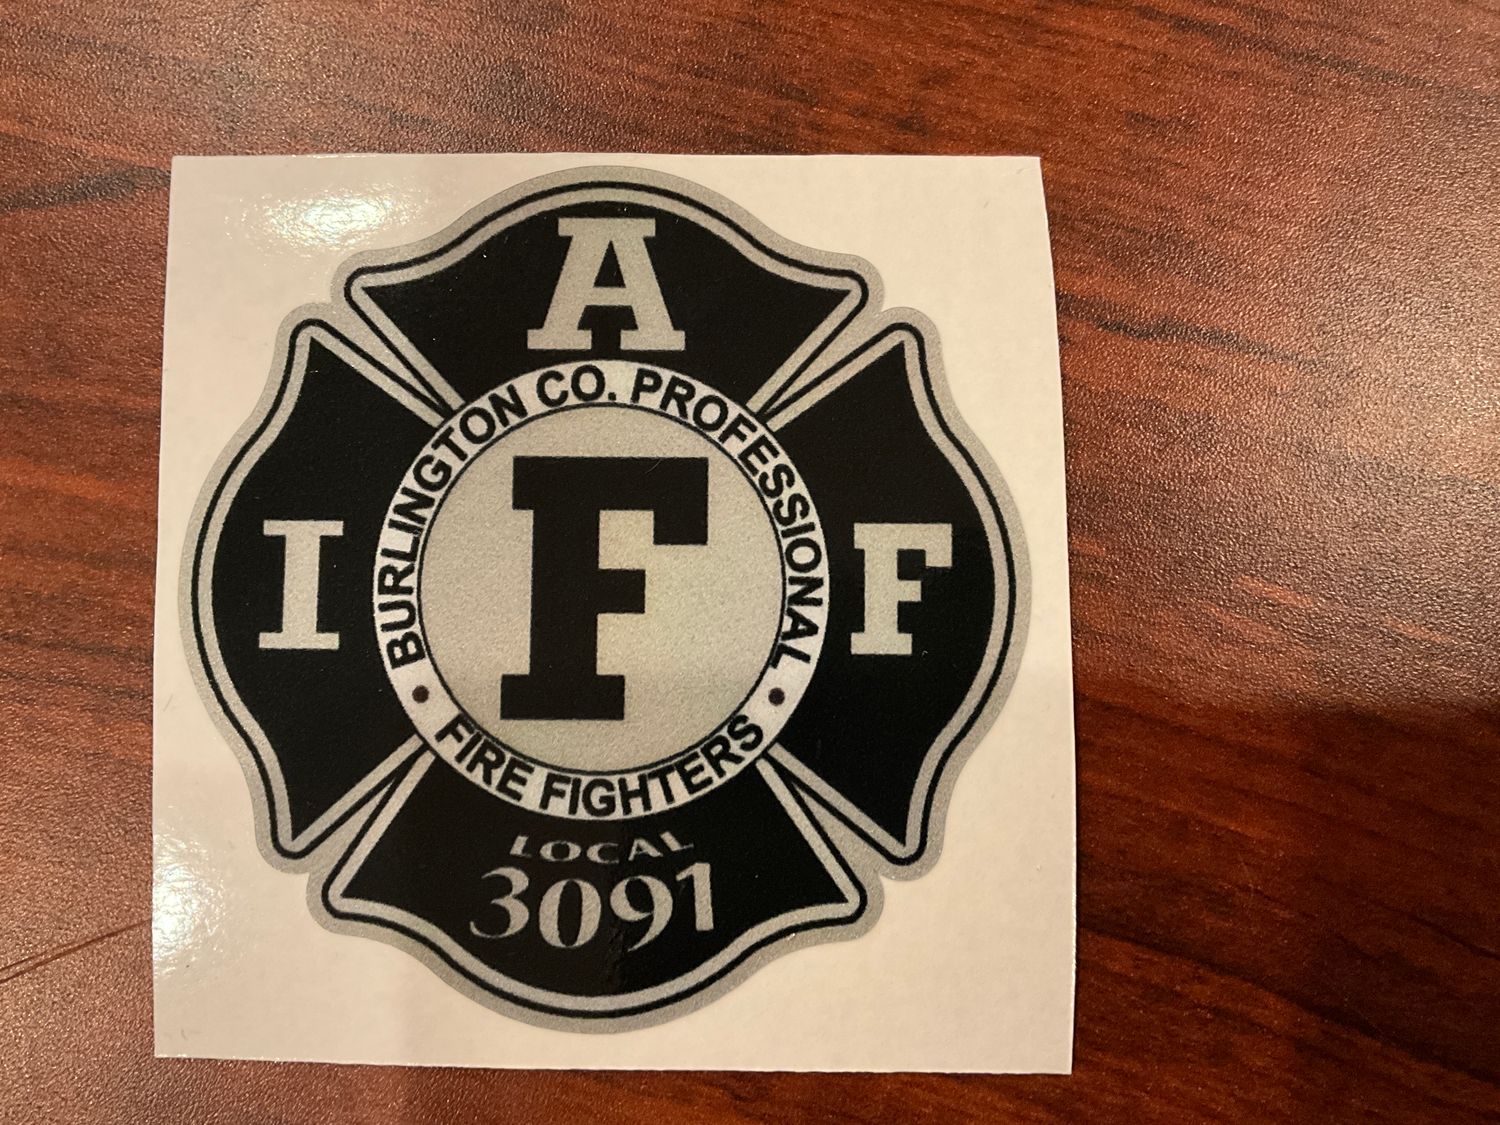 A
BURLINGTON CO. PROFESSIONAL
I F F
• FIRE FIGHTERS •
LOCAL
3091